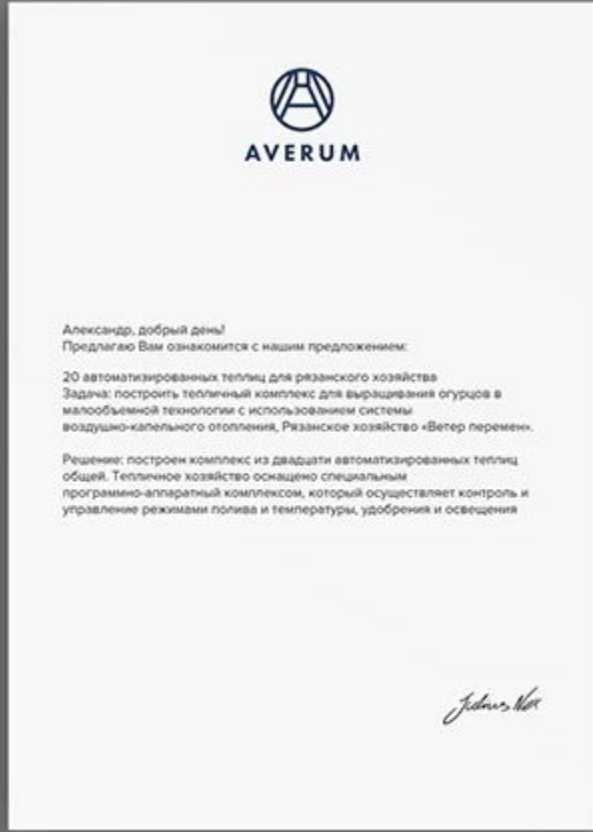 AVERUM
Александр, добрый день!
Предлагаю Вам ознакомится с нашим предложением:
20 автоматизированных теплиц для рязанского хозяйства
Задача: построить тепличный комплекс для выращивания огурцов в
малообъемной технологии с использованием системы
воздушно-капельного отопления, Рязанское хозяйство «Ветер перемен».
Решение: построен комплекс из двадцати автоматизированных теплиц
общей. Тепличное хозяйство оснащено специальным
программно-аппаратный комплексом, который осуществляет контроль и
управление режимами полива и температуры, удобрения и освещения